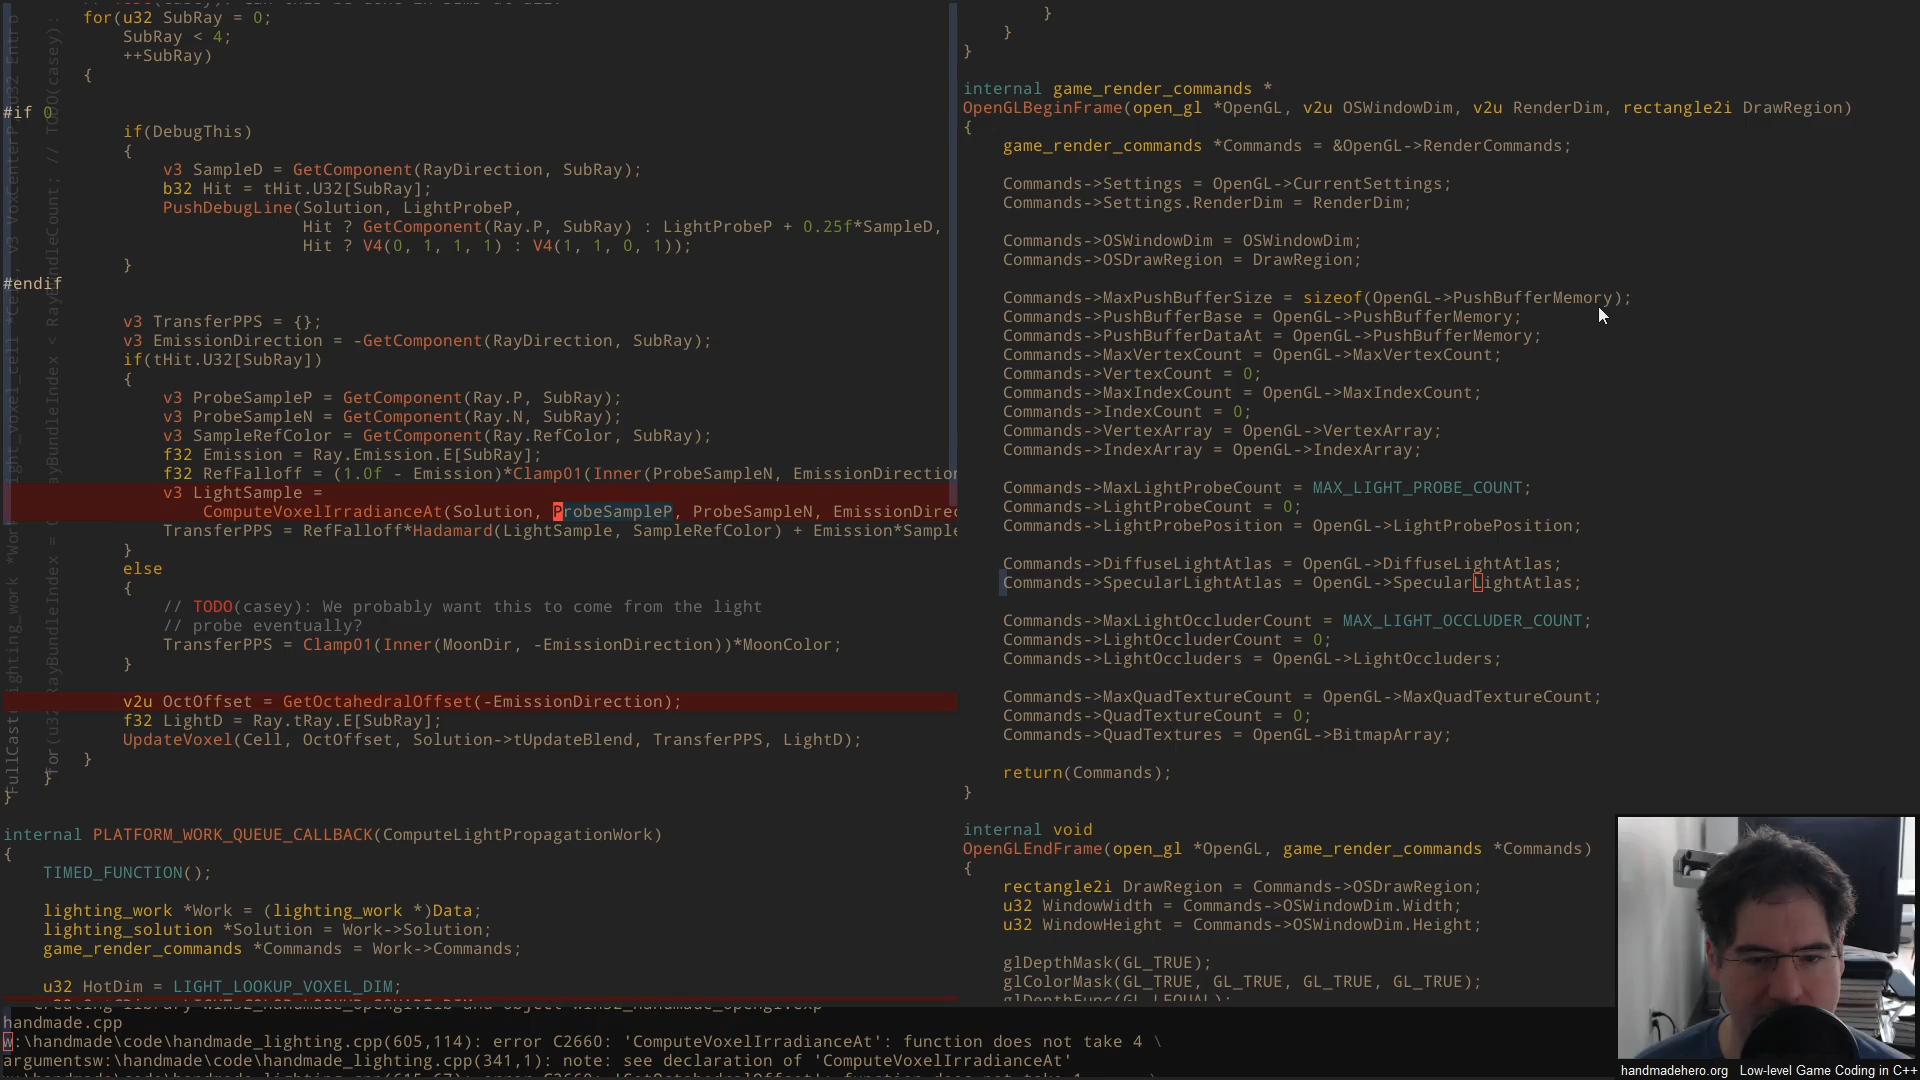 for(u32 SubRay = 0;
SubRay < 4;
++SubRay)
{
#if 0
if(DebugThis)
{
v3 SampleD = GetComponent(RayDirection, SubRay);
b32 Hit = tHit.U32[SubRay];
PushDebugLine(Solution, LightProbeP,
Hit ? GetComponent(Ray.P, SubRay) : LightProbeP + 0.25f*SampleD,
Hit ? V4(0, 1, 1, 1) : V4(1, 1, 0, 1));
}
#endif
v3 TransferPPS = {};
v3 EmissionDirection = -GetComponent(RayDirection, SubRay);
if(tHit.U32[SubRay])
{
v3 ProbeSampleP = GetComponent(Ray.P, SubRay);
v3 ProbeSampleN = GetComponent(Ray.N, SubRay);
v3 SampleRefColor = GetComponent(Ray.RefColor, SubRay);
f32 Emission = Ray.Emission.E[SubRay];
f32 RefFalloff = (1.0f - Emission)*Clamp01(Inner(ProbeSampleN, EmissionDirection
v3 LightSample =
ComputeVoxelIrradianceAt(Solution, ProbeSampleP, ProbeSampleN, EmissionDirec
TransferPPS = RefFalloff*Hadamard(LightSample, SampleRefColor) + Emission*Sample
}
else
{
// TODO(casey): We probably want this to come from the light
// probe eventually?
TransferPPS = Clamp01(Inner(MoonDir, -EmissionDirection))*MoonColor;
}
v2u OctOffset = GetOctahedralOffset(-EmissionDirection);
f32 LightD = Ray.tRay.E[SubRay];
UpdateVoxel(Cell, OctOffset, Solution->tUpdateBlend, TransferPPS, LightD);
}
}
}
internal PLATFORM_WORK_QUEUE_CALLBACK(ComputeLightPropagationWork)
{
TIMED_FUNCTION();
lighting_work *Work = (lighting_work *)Data;
lighting_solution *Solution = Work->Solution;
game_render_commands *Commands = Work->Commands;
u32 HotDim = LIGHT_LOOKUP_VOXEL_DIM;
}
}
}
internal game_render_commands *
OpenGLBeginFrame(open_gl *OpenGL, v2u OSWindowDim, v2u RenderDim, rectangle2i DrawRegion)
{
game_render_commands *Commands = &OpenGL->RenderCommands;
Commands->Settings = OpenGL->CurrentSettings;
Commands->Settings.RenderDim = RenderDim;
Commands->OSWindowDim = OSWindowDim;
Commands->OSDrawRegion = DrawRegion;
Commands->MaxPushBufferSize = sizeof(OpenGL->PushBufferMemory);
Commands->PushBufferBase = OpenGL->PushBufferMemory;
Commands->PushBufferDataAt = OpenGL->PushBufferMemory;
Commands->MaxVertexCount = OpenGL->MaxVertexCount;
Commands->VertexCount = 0;
Commands->MaxIndexCount = OpenGL->MaxIndexCount;
Commands->IndexCount = 0;
Commands->VertexArray = OpenGL->VertexArray;
Commands->IndexArray = OpenGL->IndexArray;
Commands->MaxLightProbeCount = MAX_LIGHT_PROBE_COUNT;
Commands->LightProbeCount = 0;
Commands->LightProbePosition = OpenGL->LightProbePosition;
Commands->DiffuseLightAtlas = OpenGL->DiffuseLightAtlas;
Commands->SpecularLightAtlas = OpenGL->SpecularLightAtlas;
Commands->MaxLightOccluderCount = MAX_LIGHT_OCCLUDER_COUNT;
Commands->LightOccluderCount = 0;
Commands->LightOccluders = OpenGL->LightOccluders;
Commands->MaxQuadTextureCount = OpenGL->MaxQuadTextureCount;
Commands->QuadTextureCount = 0;
Commands->QuadTextures = OpenGL->BitmapArray;
return(Commands);
}
internal void
OpenGLEndFrame(open_gl *OpenGL, game_render_commands *Commands)
{
rectangle2i DrawRegion = Commands->OSDrawRegion;
u32 WindowWidth = Commands->OSWindowDim.Width;
u32 WindowHeight = Commands->OSWindowDim.Height;
glDepthMask(GL_TRUE);
glColorMask(GL_TRUE, GL_TRUE, GL_TRUE, GL_TRUE);
glDepthFunc(GL_LEQUAL);
handmade.cpp
w:\handmade\code\handmade_lighting.cpp(605,114): error C2660: 'ComputeVoxelIrradianceAt': function does not take 4 \
argumentsw:\handmade\code\handmade_lighting.cpp(341,1): note: see declaration of 'ComputeVoxelIrradianceAt'
handmadehero.org Low-level Game Coding in C++